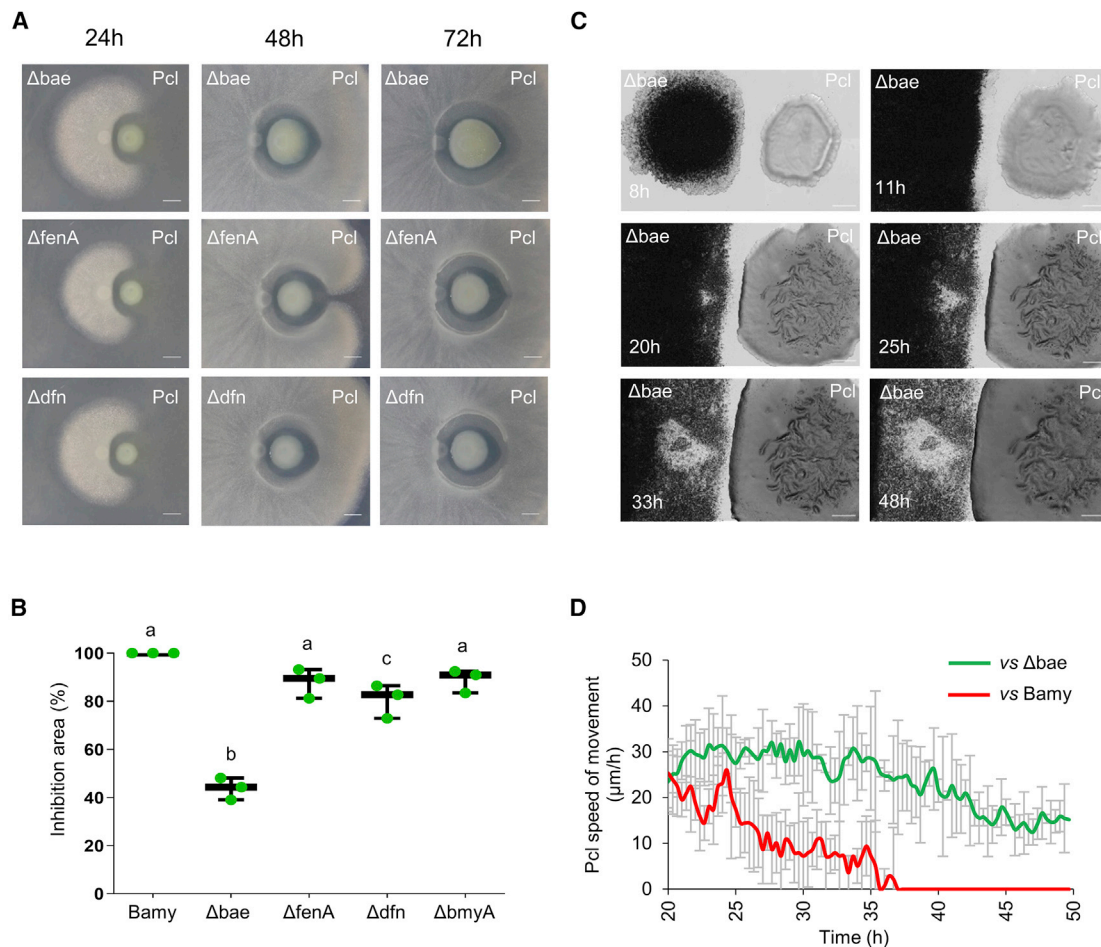 A
24h 48h 72h
Δbae Pcl Δbae Pcl Δbae Pcl
ΔfenA Pcl ΔfenA Pcl ΔfenA Pcl
Δdfn Pcl Δdfn Pcl Δdfn Pcl
C
Δbae Pcl Δbae Pcl
8h 11h
Δbae Pcl Δbae Pcl
20h 25h
Δbae Pcl Δbae Pcl
33h 48h
B
Inhibition area (%)
100
80
60
40
20
0
a b a c a
Bamy Δbae ΔfenA Δdfn ΔbmyA
D
Pcl speed of movement
(μm/h)
50
40
30
20
10
0
vs Δbae
vs Bamy
20 25 30 35 40 45 50
Time (h)